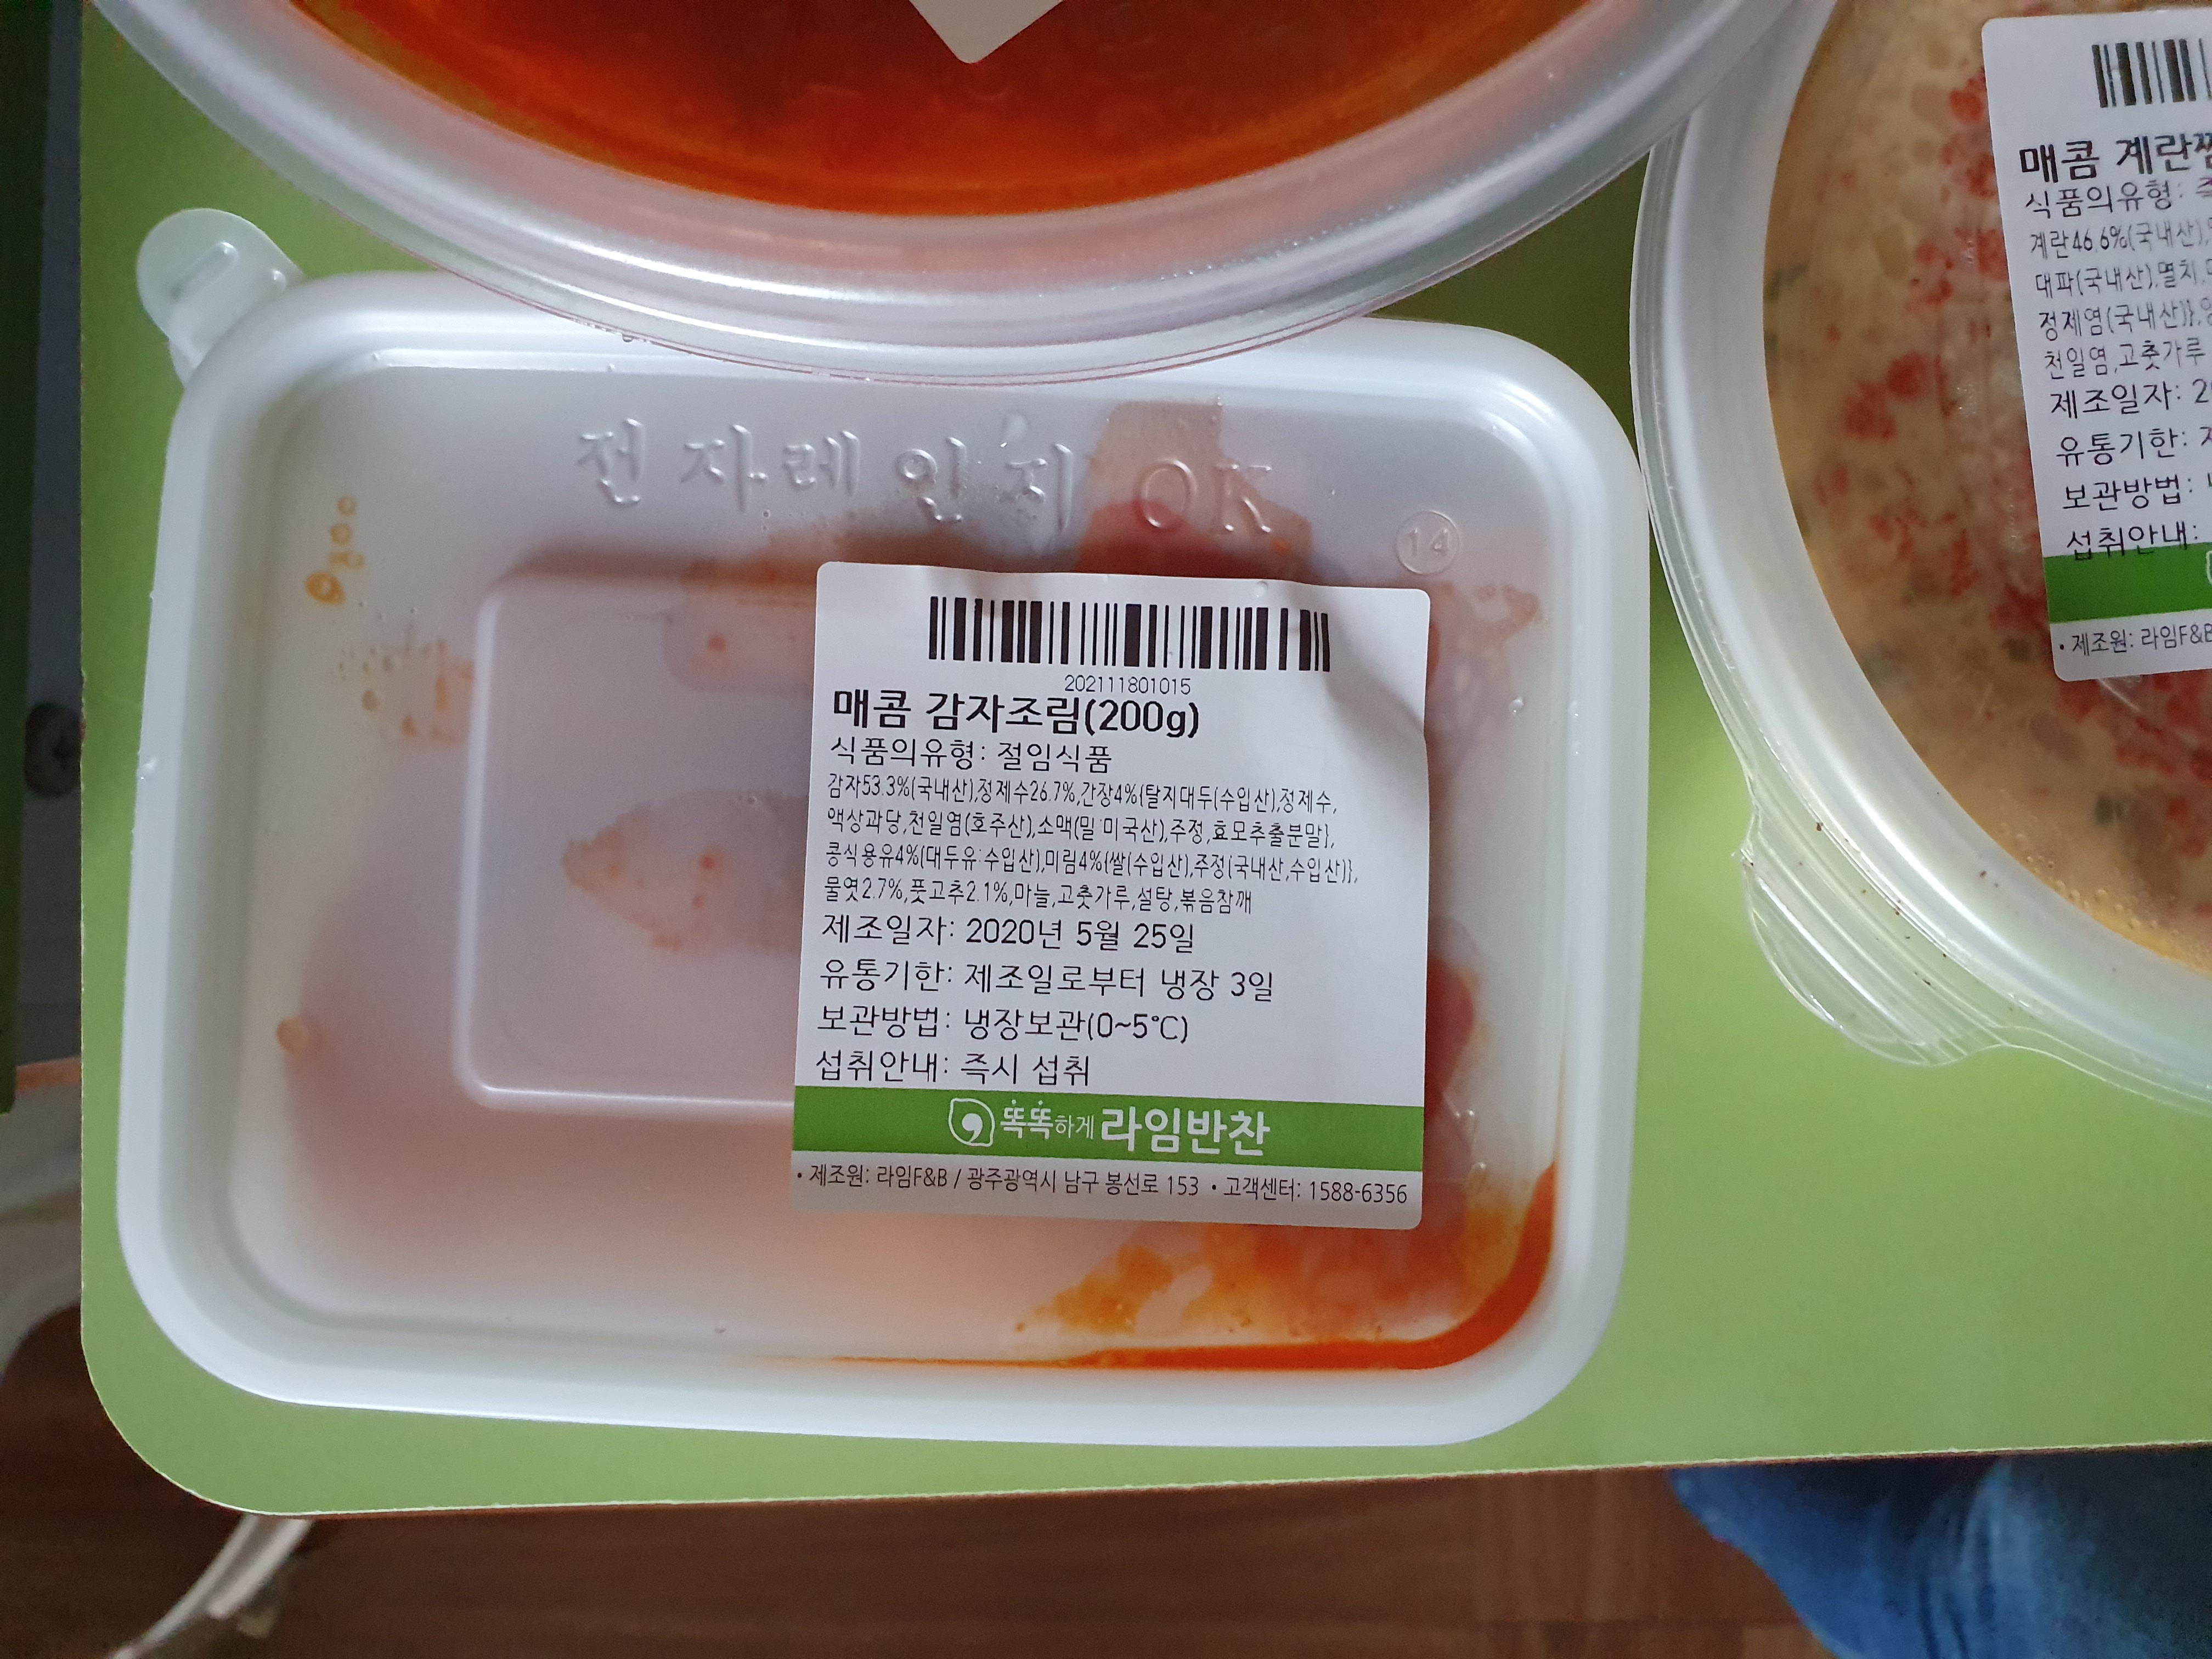 전자레인지 OK
14
202111801015
매콤 감자조림(200g)
식품의유형: 절임식품
감자53.3%(국내산),정제수26.7%,간장4%{탈지대두(수입산),정제수,
액상과당,천일염(호주산),소맥(밀:미국산),주정,효모추출분말},
콩식용유4%(대두유:수입산),미림4%{쌀(수입산),주정(국내산,수입산)},
물엿2.7%,풋고추2.1%,마늘,고춧가루,설탕,볶음참깨
제조일자: 2020년 5월 25일
유통기한: 제조일로부터 냉장 3일
보관방법: 냉장보관(0~5℃)
섭취안내: 즉시 섭취
똑똑하게 라임반찬
• 제조원: 라임F&B / 광주광역시 남구 봉선로 153 • 고객센터: 1588-6356
매콤 계란찜
식품의유형:
계란46.6%(국내산),
대파(국내산),멸치,
정제염(국내산)},
천일염,고춧가루
제조일자:
유통기한:
보관방법:
섭취안내:
• 제조원: 라임F&B